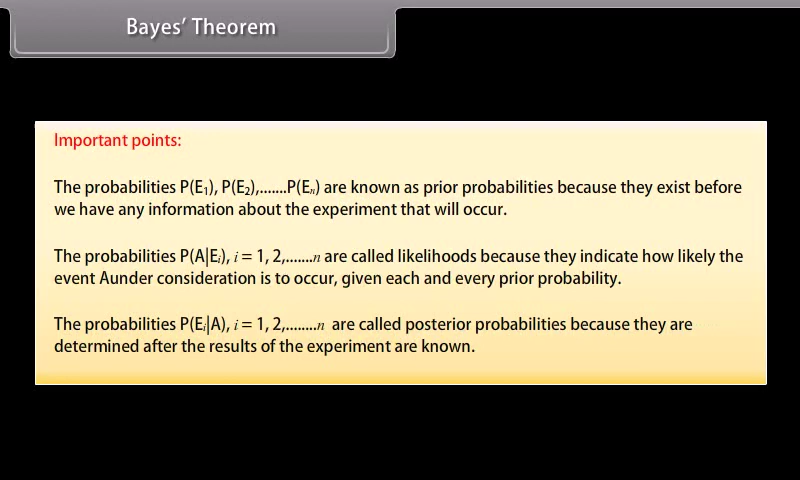 Bayes’ Theorem
Important points:
The probabilities P(E₁), P(E₂),.......P(Eₙ) are known as prior probabilities because they exist before
we have any information about the experiment that will occur.
The probabilities P(A|Eᵢ), i = 1, 2,.......n are called likelihoods because they indicate how likely the
event Aunder consideration is to occur, given each and every prior probability.
The probabilities P(Eᵢ|A), i = 1, 2,........n are called posterior probabilities because they are
determined after the results of the experiment are known.